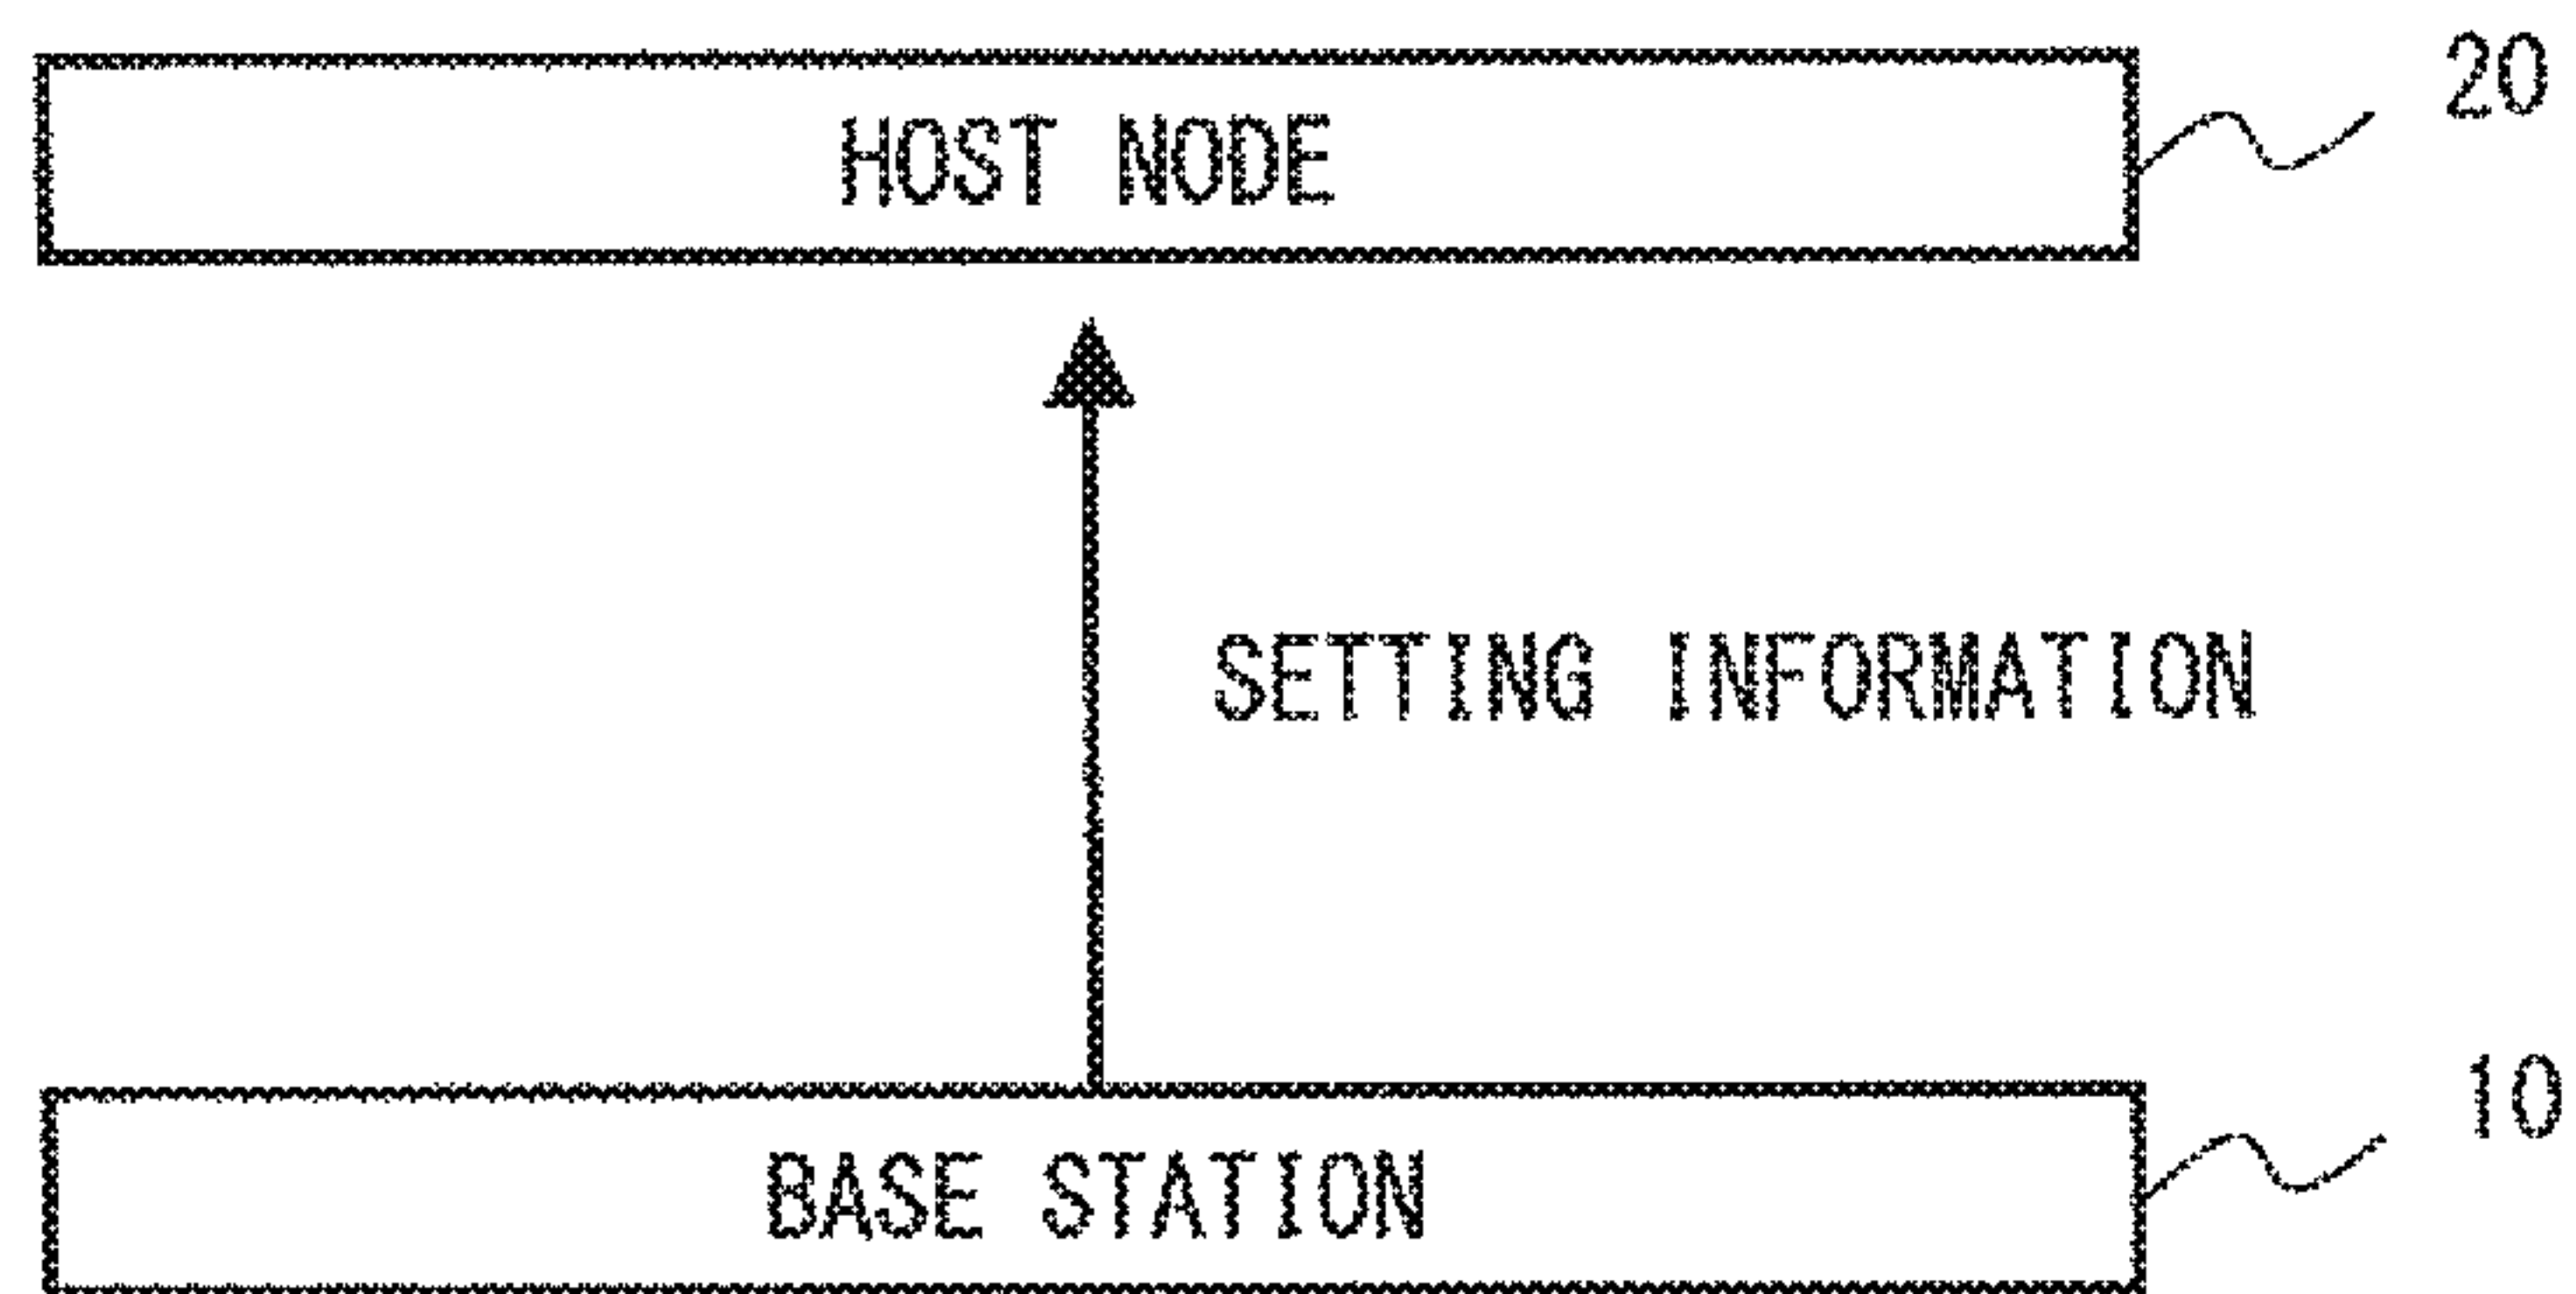 20
HOST NODE
SETTING INFORMATION
10
BASE STATION